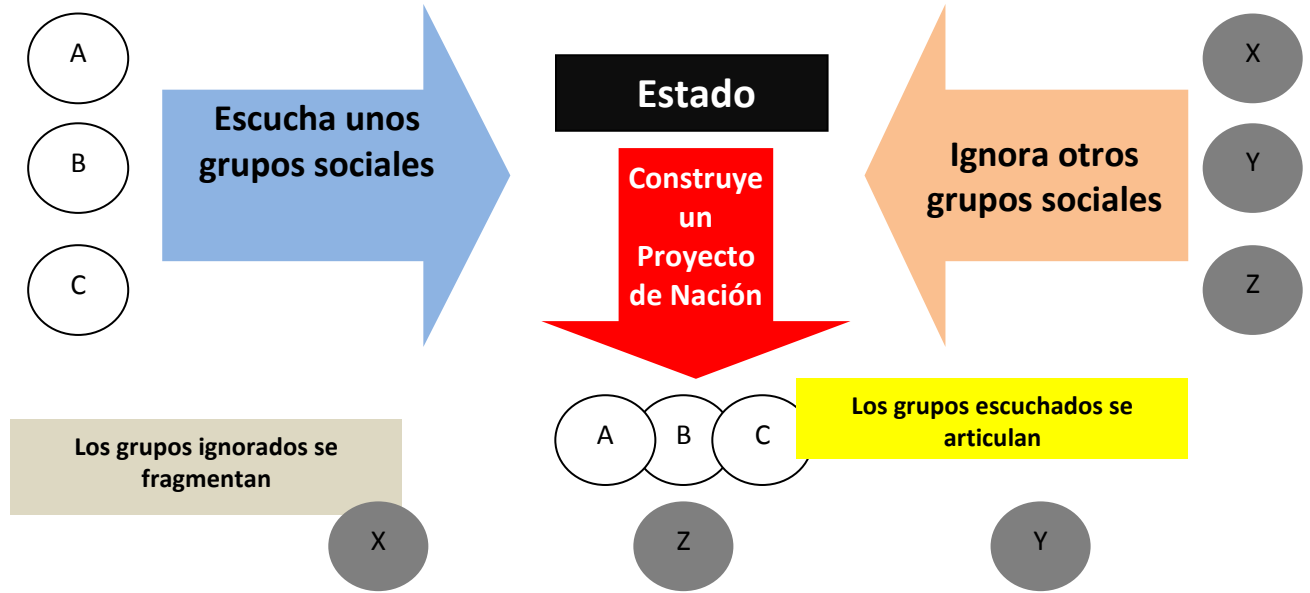 A
B
C
Escucha unos
grupos sociales
Estado
Construye
un
Proyecto
de Nación
Ignora otros
grupos sociales
X
Y
Z
Los grupos ignorados se
fragmentan
A
B
C
Los grupos escuchados se
articulan
X
Z
Y